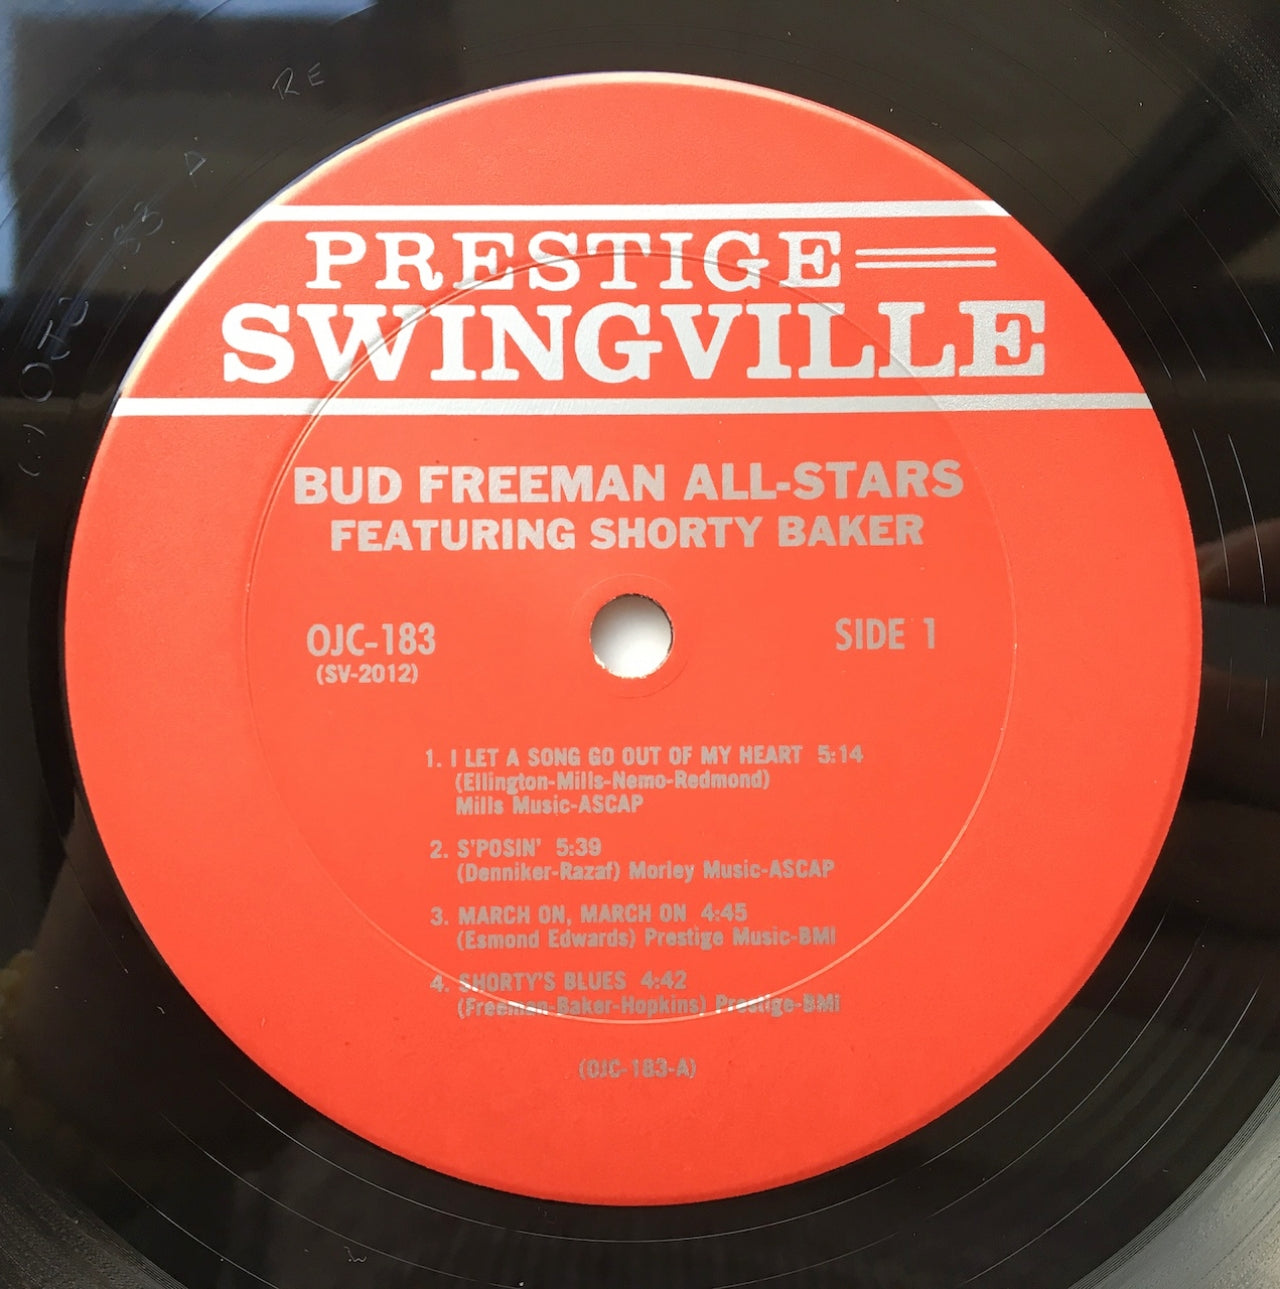 PRESTIGE
SWINGVILLE
BUD FREEMAN ALL-STARS
FEATURING SHORTY BAKER
OJC-183
(SV-2012)
SIDE 1
1. I LET A SONG GO OUT OF MY HEART 5:14
(Ellington-Mills-Nemo-Redmond)
Mills Music-ASCAP
2. S'POSIN' 5:39
(Denniker-Razaf) Morley Music-ASCAP
3. MARCH ON, MARCH ON 4:45
(Esmond Edwards) Prestige Music-BMI
4. SHORTY'S BLUES 4:42
(Freeman-Baker-Hopkins) Prestige-BMI
(OJC-183-A)
RE